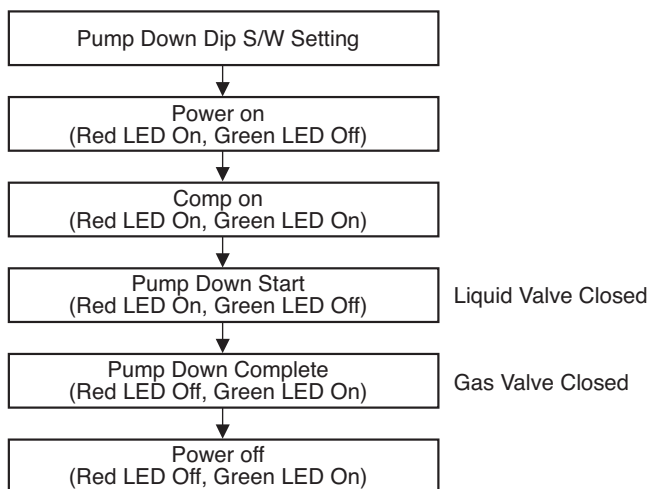 Pump Down Dip S/W Setting
Power on
(Red LED On, Green LED Off)
Comp on
(Red LED On, Green LED On)
Pump Down Start
(Red LED On, Green LED Off)
Liquid Valve Closed
Pump Down Complete
(Red LED Off, Green LED On)
Gas Valve Closed
Power off
(Red LED Off, Green LED On)